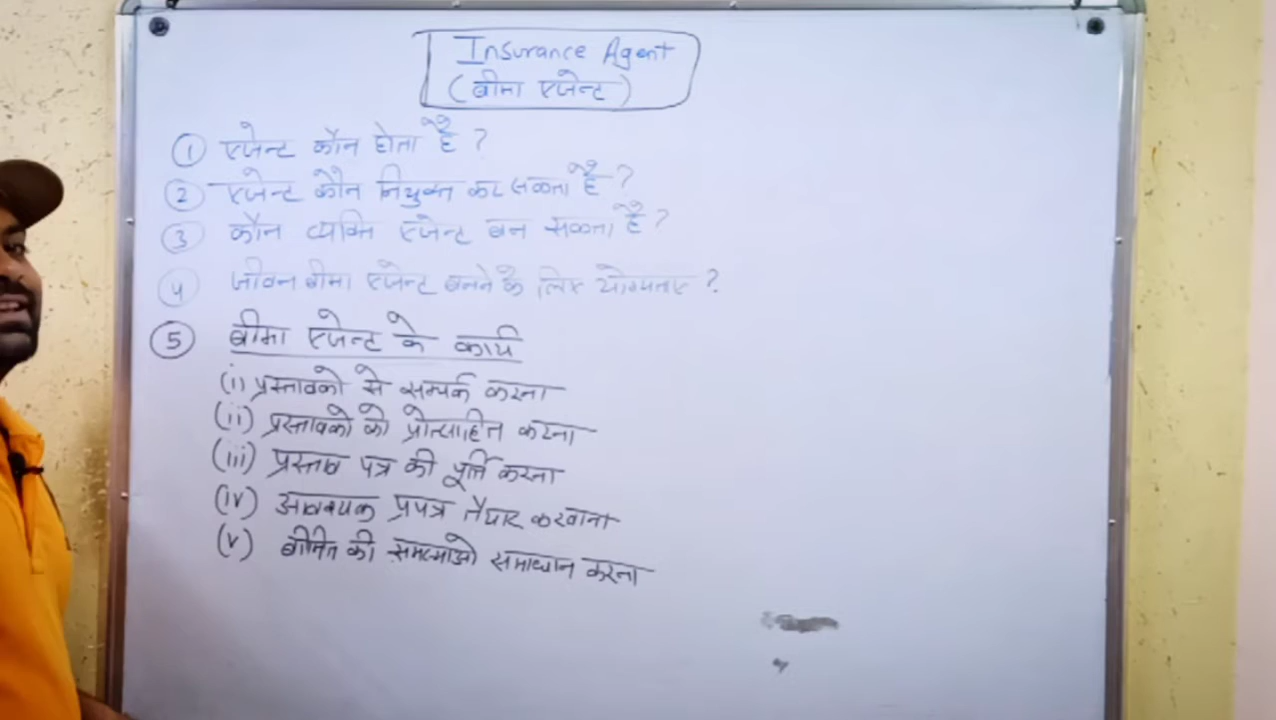 Insurance Agent
(बीमा एजेन्ट)
① एजेन्ट कौन होता है ?
② एजेन्ट कौन नियुक्त कर सकता है ?
③ कौन व्यक्ति एजेन्ट बन सकता है ?
④ जीवन बीमा एजेन्ट बनने के लिए योग्यताए ?
⑤ बीमा एजेन्ट के कार्य
(i) प्रस्तावको से सम्पर्क करना
(ii) प्रस्तावको को प्रोत्साहित करना
(iii) प्रस्ताव पत्र की पूर्ति करना
(iv) आवश्यक प्रपत्र तैयार करवाना
(v) बीमित की समस्याओ समाधान करना